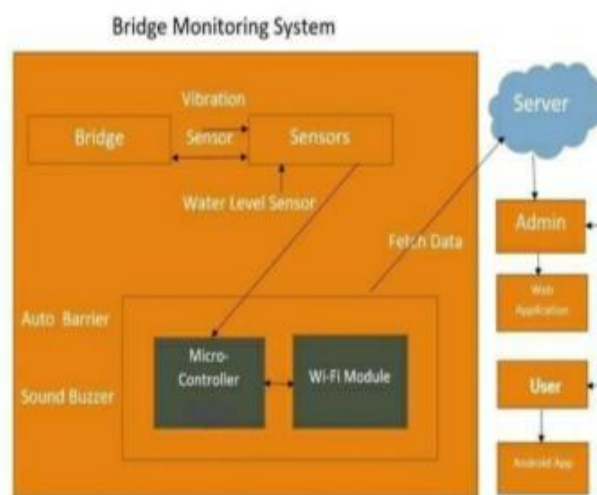 Bridge Monitoring System
Vibration
Bridge
Sensor
Sensors
Server
Water Level Sensor
Admin
Fetch Data
Web
Application
Auto Barrier
Micro-
Controller
Wi-Fi Module
Sound Buzzer
User
Android App